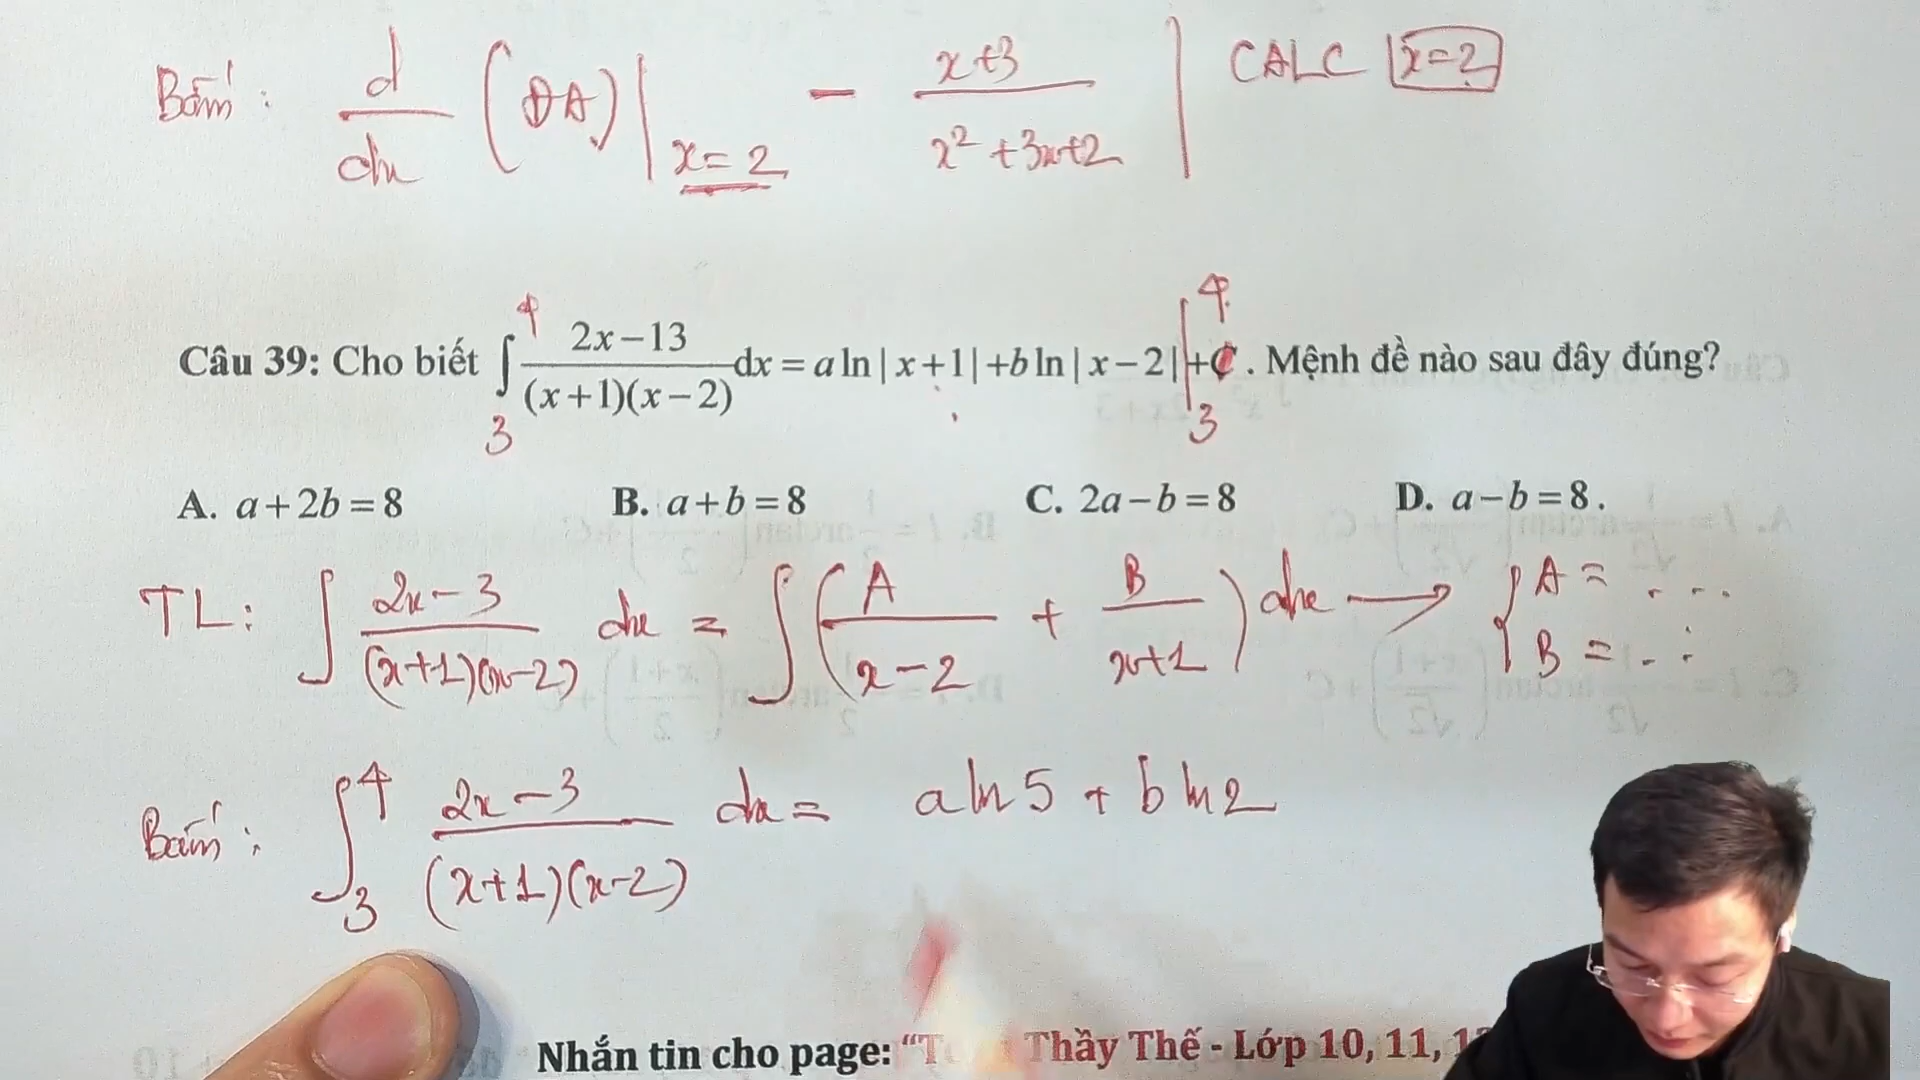 Bấm: d/dx (ĐA)|x=2 - (x+3)/(x²+3x+2) | CALC x=2
Câu 39: Cho biết ∫₃⁴ (2x-13)/((x+1)(x-2)) dx = a ln|x+1| + b ln|x-2| |₃⁴ +C. Mệnh đề nào sau đây đúng?
A. a+2b=8 B. a+b=8 C. 2a-b=8 D. a-b=8.
TL: ∫ (2x-3)/((x+1)(x-2)) dx = ∫ (A/(x-2) + B/(x+1)) dx → { A = ... B = ...
Bấm: ∫₃⁴ (2x-3)/((x+1)(x-2)) dx = a ln5 + b ln2
Nhắn tin cho page: "T Thầy Thế - Lớp 10, 11, 1